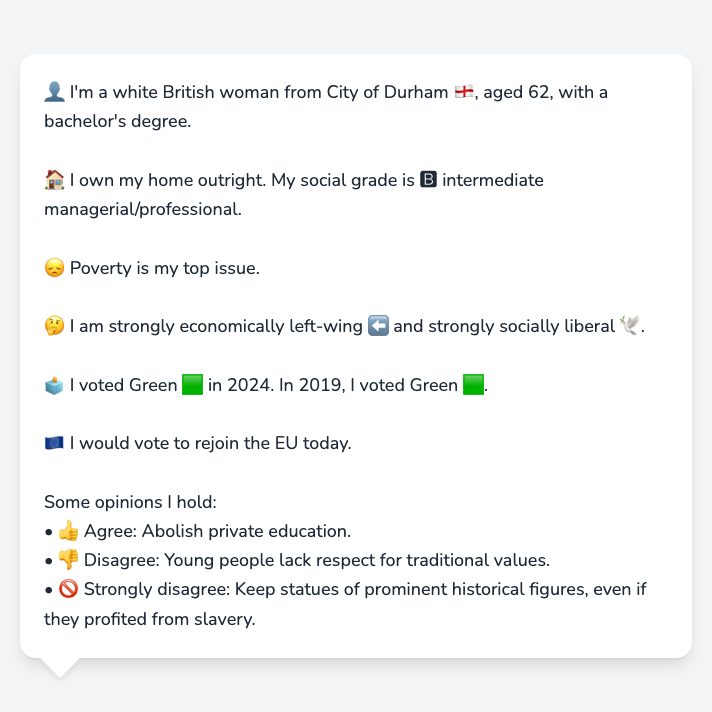 👤 I'm a white British woman from City of Durham 🏴󠁧󠁢󠁥󠁮󠁧󠁿, aged 62, with a
bachelor's degree.
🏠 I own my home outright. My social grade is 🅱 intermediate
managerial/professional.
😞 Poverty is my top issue.
🤔 I am strongly economically left-wing ⬅️ and strongly socially liberal 🕊️.
🗳️ I voted Green 🟩 in 2024. In 2019, I voted Green 🟩.
🇪🇺 I would vote to rejoin the EU today.
Some opinions I hold:
• 👍 Agree: Abolish private education.
• 👎 Disagree: Young people lack respect for traditional values.
• 🚫 Strongly disagree: Keep statues of prominent historical figures, even if
they profited from slavery.